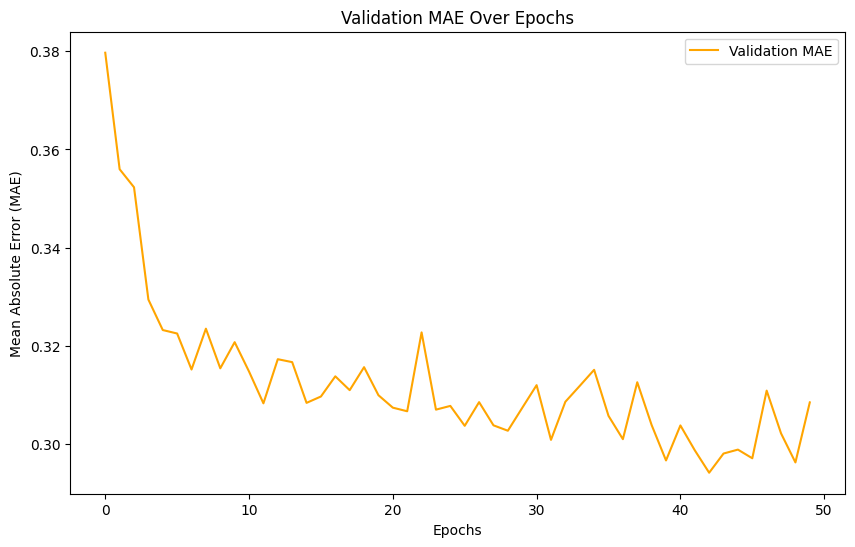 Validation MAE Over Epochs
Validation MAE
Mean Absolute Error (MAE)
0.38
0.36
0.34
0.32
0.30
0 10 20 30 40 50
Epochs